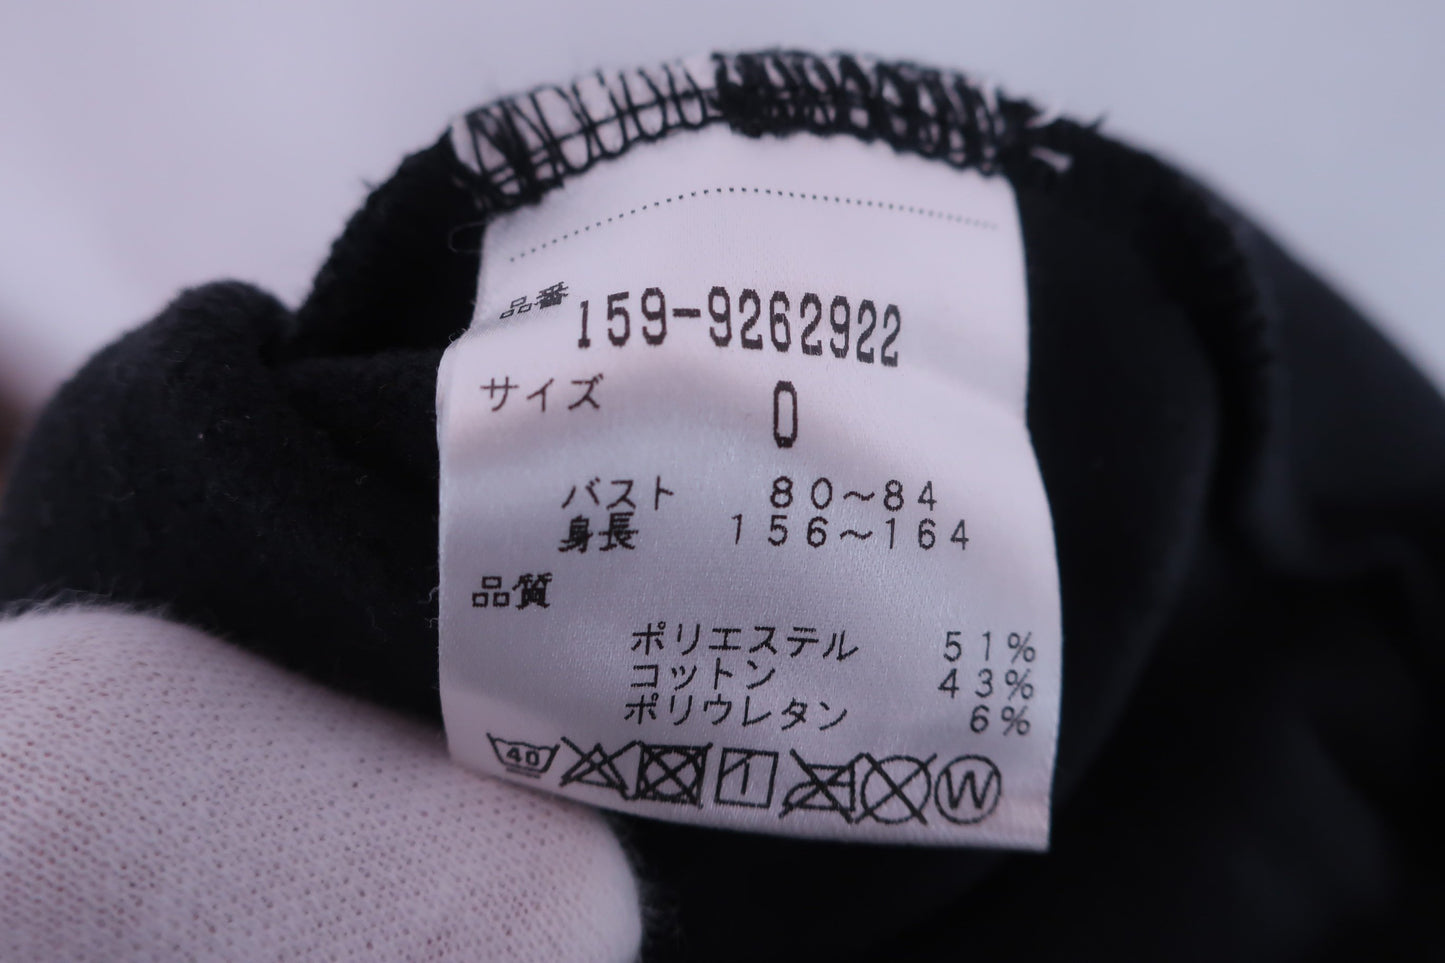 品番 159-9262922
サイズ 0
バスト 80~84
身長 156~164
品質
ポリエステル 51%
コットン 43%
ポリウレタン 6%
40 W